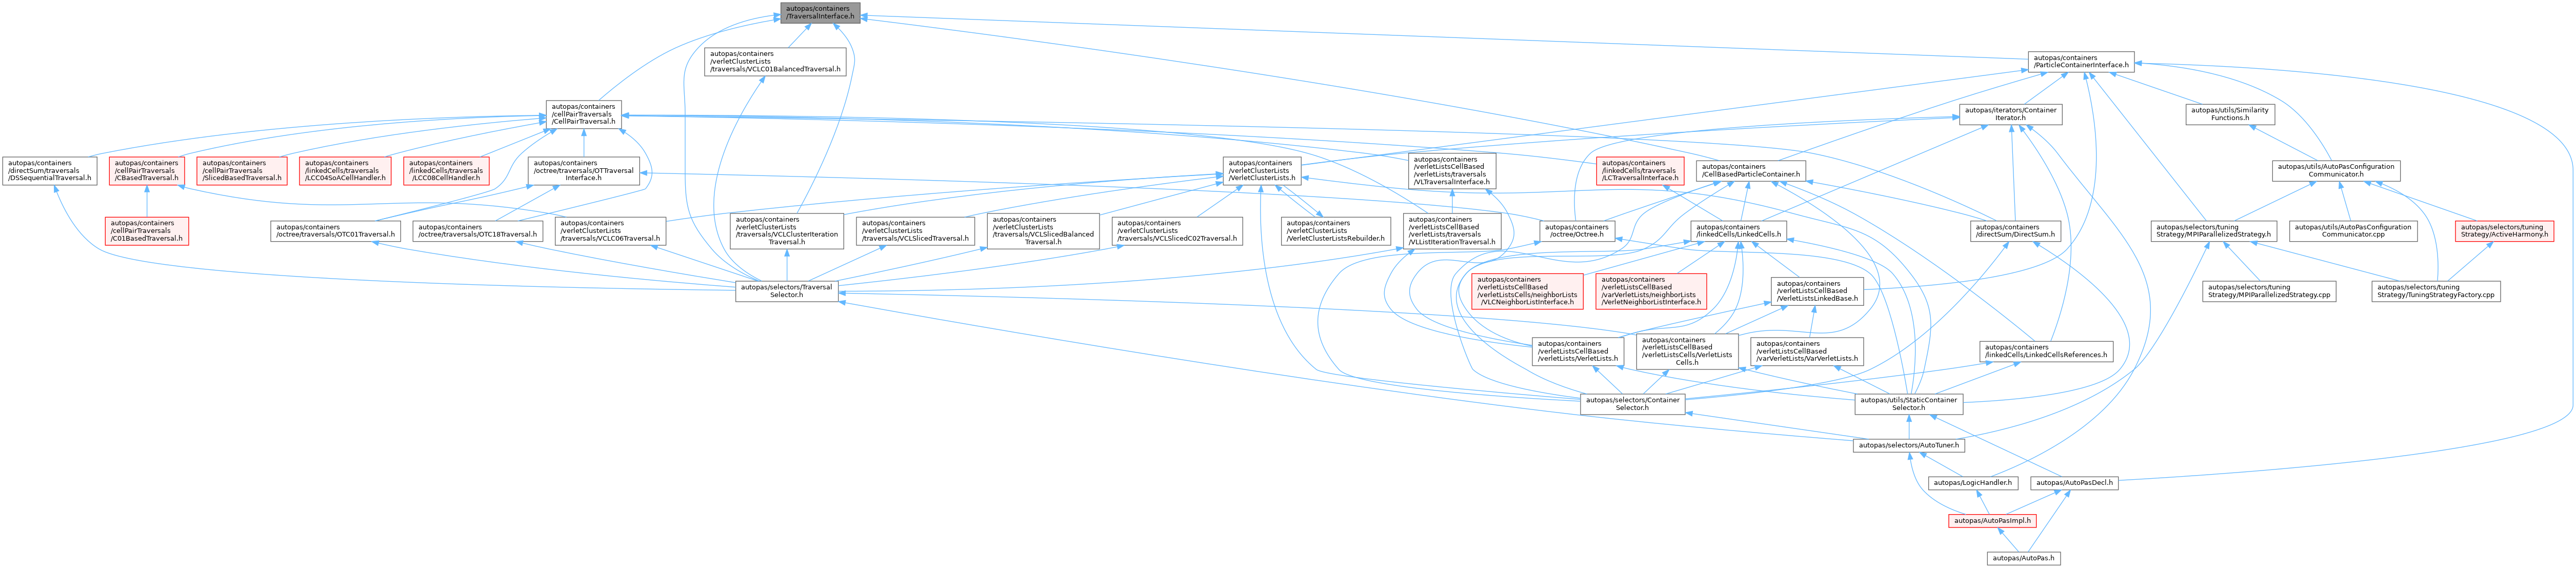 autopas/containers
/TraversalInterface.h
autopas/containers
/verletClusterLists
/traversals/VCLC01BalancedTraversal.h
autopas/containers
/ParticleContainerInterface.h
autopas/containers
/cellPairTraversals
/CellPairTraversal.h
autopas/iterators/Container
Iterator.h
autopas/utils/Similarity
Functions.h
autopas/containers
/directSum/traversals
/DSSequentialTraversal.h
autopas/containers
/cellPairTraversals
/CBasedTraversal.h
autopas/containers
/cellPairTraversals
/SlicedBasedTraversal.h
autopas/containers
/linkedCells/traversals
/LCC04SoACellHandler.h
autopas/containers
/linkedCells/traversals
/LCC08CellHandler.h
autopas/containers
/octree/traversals/OTTraversal
Interface.h
autopas/containers
/verletClusterLists
/VerletClusterLists.h
autopas/containers
/verletListsCellBased
/verletLists/traversals
/VLTraversalInterface.h
autopas/containers
/linkedCells/traversals
/LCTraversalInterface.h
autopas/containers
/CellBasedParticleContainer.h
autopas/utils/AutoPasConfiguration
Communicator.h
autopas/containers
/cellPairTraversals
/C01BasedTraversal.h
autopas/containers
/octree/traversals/OTC01Traversal.h
autopas/containers
/octree/traversals/OTC18Traversal.h
autopas/containers
/verletClusterLists
/traversals/VCLC06Traversal.h
autopas/containers
/verletClusterLists
/traversals/VCLClusterIteration
Traversal.h
autopas/containers
/verletClusterLists
/traversals/VCLSlicedTraversal.h
autopas/containers
/verletClusterLists
/traversals/VCLSlicedBalanced
Traversal.h
autopas/containers
/verletClusterLists
/traversals/VCLSlicedC02Traversal.h
autopas/containers
/verletClusterLists
/VerletClusterListsRebuilder.h
autopas/containers
/verletListsCellBased
/verletLists/traversals
/VLListIterationTraversal.h
autopas/containers
/octree/Octree.h
autopas/containers
/linkedCells/LinkedCells.h
autopas/containers
/directSum/DirectSum.h
autopas/selectors/tuning
Strategy/MPIParallelizedStrategy.h
autopas/utils/AutoPasConfiguration
Communicator.cpp
autopas/selectors/tuning
Strategy/ActiveHarmony.h
autopas/selectors/Traversal
Selector.h
autopas/containers
/verletListsCellBased
/verletListsCells/neighborLists
/VLCNeighborListInterface.h
autopas/containers
/verletListsCellBased
/varVerletLists/neighborLists
/VerletNeighborListInterface.h
autopas/containers
/verletListsCellBased
/VerletListsLinkedBase.h
autopas/selectors/tuning
Strategy/MPIParallelizedStrategy.cpp
autopas/selectors/tuning
Strategy/TuningStrategyFactory.cpp
autopas/containers
/verletListsCellBased
/verletLists/VerletLists.h
autopas/containers
/verletListsCellBased
/verletListsCells/VerletLists
Cells.h
autopas/containers
/verletListsCellBased
/varVerletLists/VarVerletLists.h
autopas/containers
/linkedCells/LinkedCellsReferences.h
autopas/selectors/Container
Selector.h
autopas/utils/StaticContainer
Selector.h
autopas/selectors/AutoTuner.h
autopas/LogicHandler.h
autopas/AutoPasDecl.h
autopas/AutoPasImpl.h
autopas/AutoPas.h